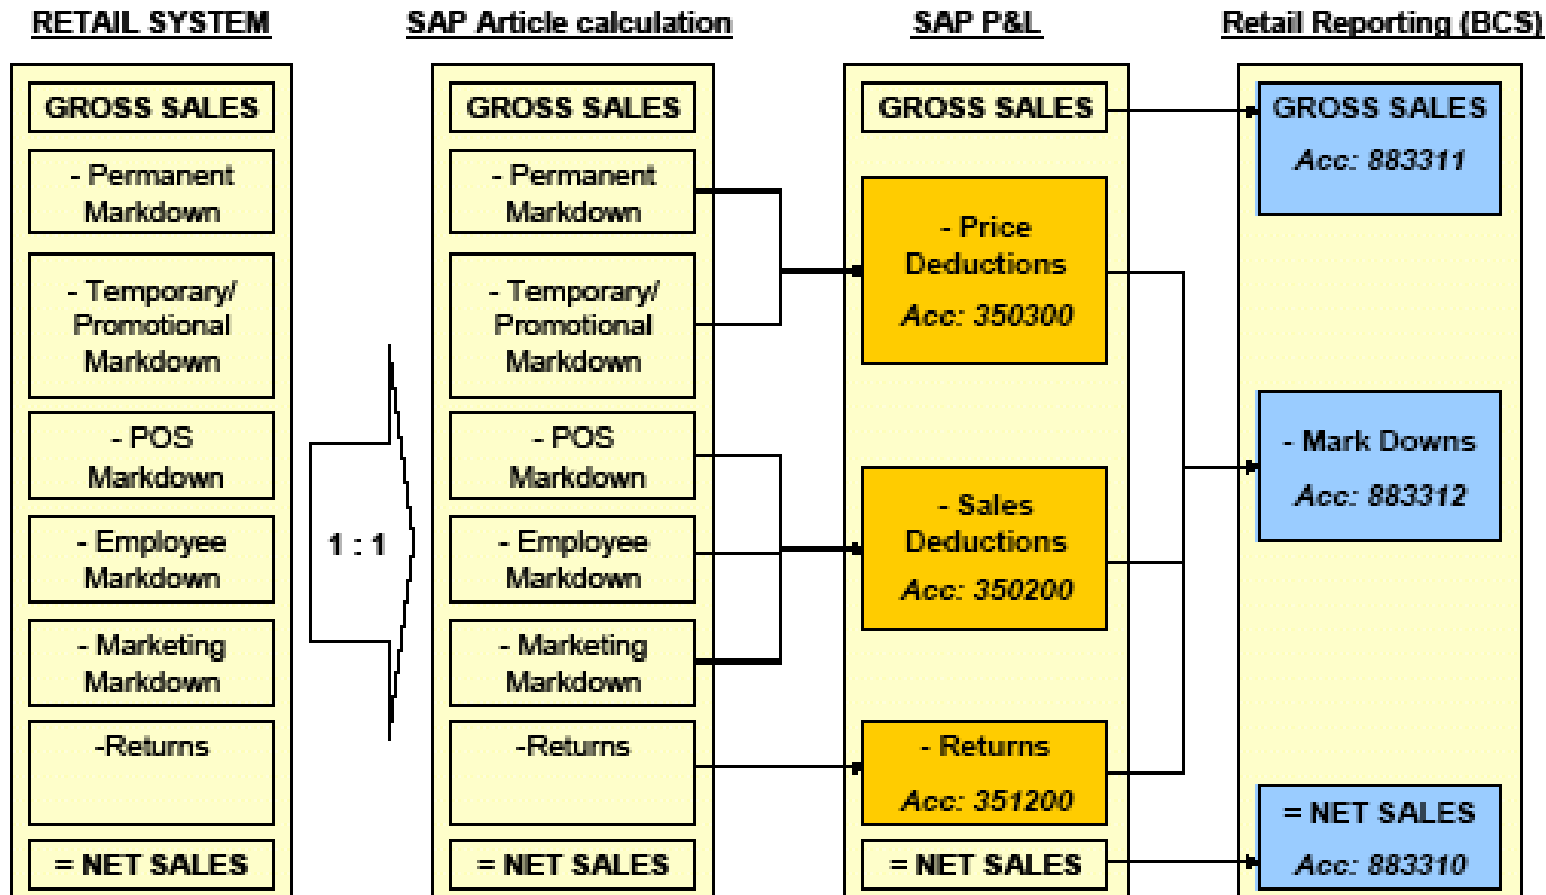 RETAIL SYSTEM
GROSS SALES
- Permanent
Markdown
- Temporary/
Promotional
Markdown
- POS
Markdown
- Employee
Markdown
- Marketing
Markdown
-Returns
= NET SALES
1 : 1
SAP Article calculation
GROSS SALES
- Permanent
Markdown
- Temporary/
Promotional
Markdown
- POS
Markdown
- Employee
Markdown
- Marketing
Markdown
-Returns
= NET SALES
SAP P&L
GROSS SALES
- Price
Deductions
Acc: 350300
- Sales
Deductions
Acc: 350200
- Returns
Acc: 351200
= NET SALES
Retail Reporting (BCS)
GROSS SALES
Acc: 883311
- Mark Downs
Acc: 883312
= NET SALES
Acc: 883310